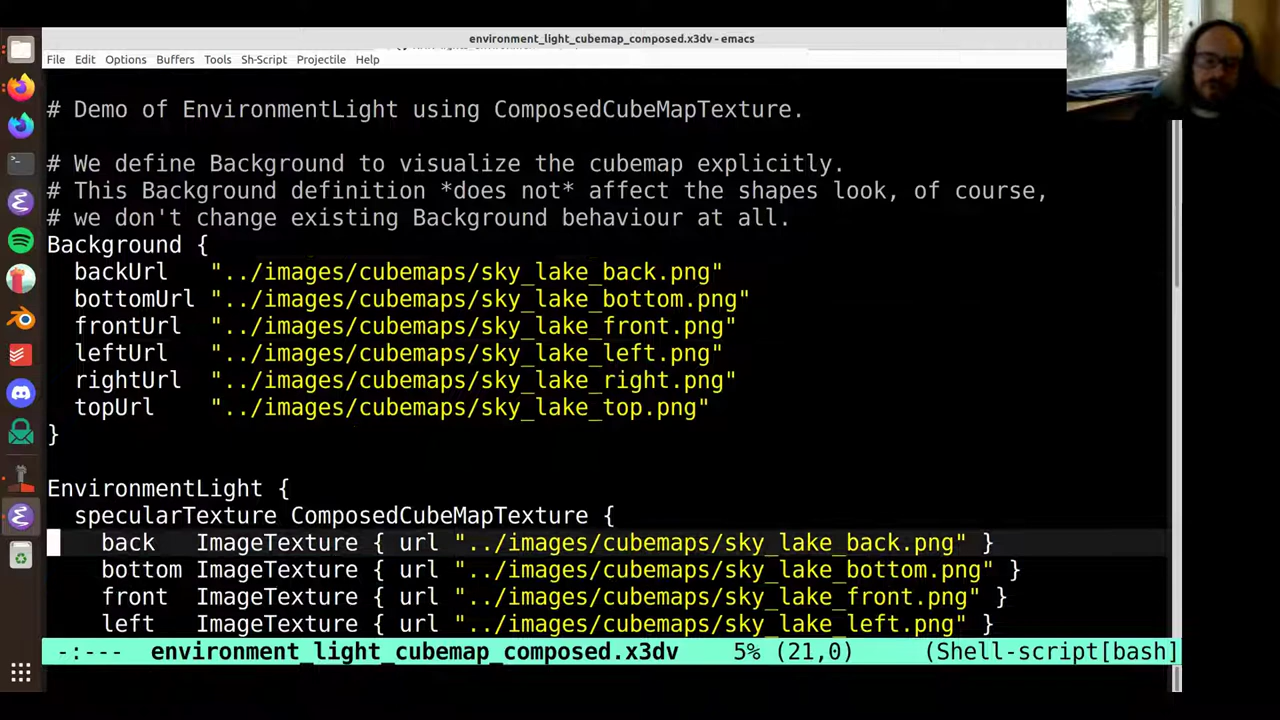 environment_light_cubemap_composed.x3dv - emacs
File Edit Options Buffers Tools Sh-Script Projectile Help
# Demo of EnvironmentLight using ComposedCubeMapTexture.
# We define Background to visualize the cubemap explicitly.
# This Background definition *does not* affect the shapes look, of course,
# we don't change existing Background behaviour at all.
Background {
backUrl "../images/cubemaps/sky_lake_back.png"
bottomUrl "../images/cubemaps/sky_lake_bottom.png"
frontUrl "../images/cubemaps/sky_lake_front.png"
leftUrl "../images/cubemaps/sky_lake_left.png"
rightUrl "../images/cubemaps/sky_lake_right.png"
topUrl "../images/cubemaps/sky_lake_top.png"
}
EnvironmentLight {
specularTexture ComposedCubeMapTexture {
back ImageTexture { url "../images/cubemaps/sky_lake_back.png" }
bottom ImageTexture { url "../images/cubemaps/sky_lake_bottom.png" }
front ImageTexture { url "../images/cubemaps/sky_lake_front.png" }
left ImageTexture { url "../images/cubemaps/sky_lake_left.png" }
-:--- environment_light_cubemap_composed.x3dv 5% (21,0) (Shell-script[bash]